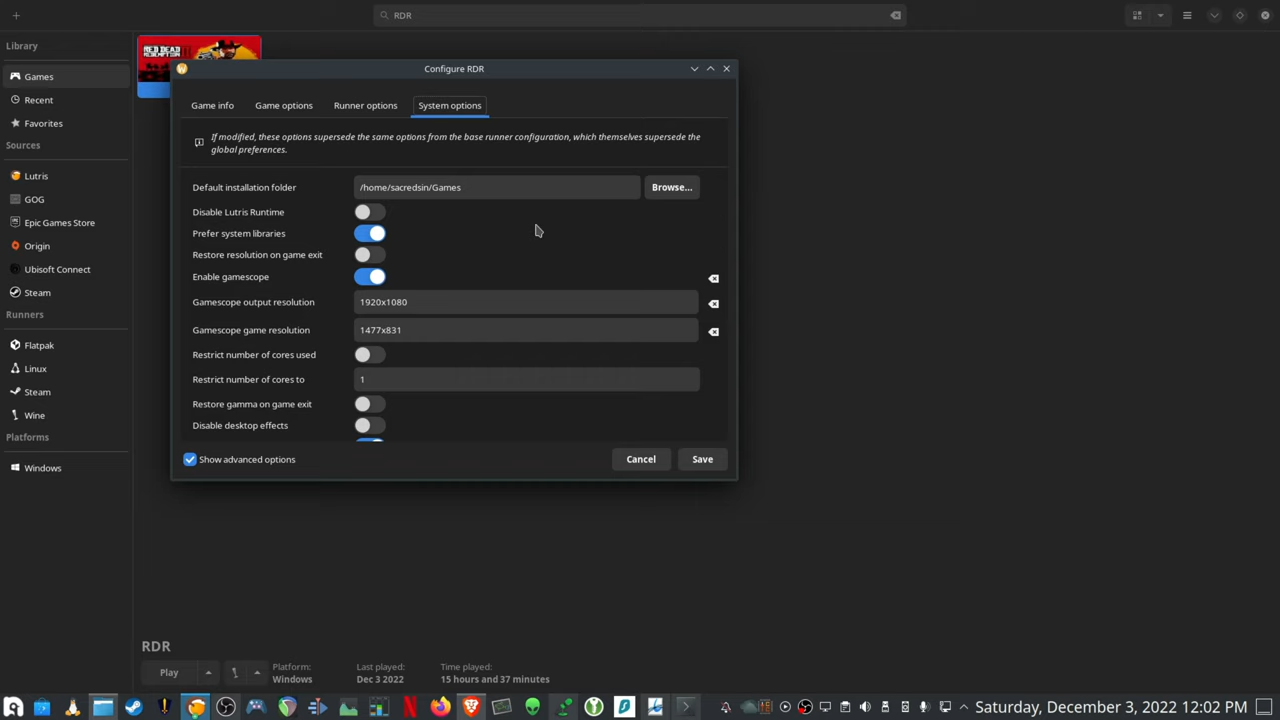 RDR
Library
Games
Recent
Favorites
Sources
Lutris
GOG
Epic Games Store
Origin
Ubisoft Connect
Steam
Runners
Flatpak
Linux
Steam
Wine
Platforms
Windows
RED DEAD
REDEMPTION
Configure RDR
Game info
Game options
Runner options
System options
If modified, these options supersede the same options from the base runner configuration, which themselves supersede the
global preferences.
Default installation folder
/home/sacredsin/Games
Browse...
Disable Lutris Runtime
Prefer system libraries
Restore resolution on game exit
Enable gamescope
Gamescope output resolution
1920x1080
Gamescope game resolution
1477x831
Restrict number of cores used
Restrict number of cores to
1
Restore gamma on game exit
Disable desktop effects
Show advanced options
Cancel
Save
RDR
Play
Platform:
Windows
Last played:
Dec 3 2022
Time played:
15 hours and 37 minutes
Saturday, December 3, 2022 12:02 PM